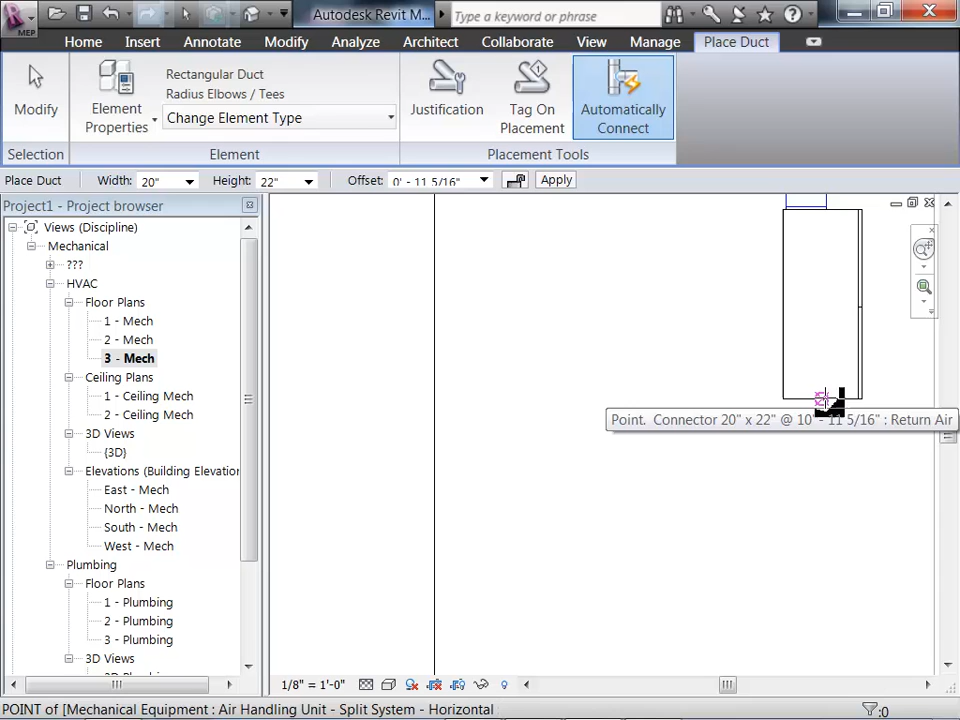 Autodesk Revit M...
Type a keyword or phrase
MEP
Home Insert Annotate Modify Analyze Architect Collaborate View Manage Place Duct
Modify
Element
Properties
Rectangular Duct
Radius Elbows / Tees
Change Element Type
Justification
Tag On
Placement
Automatically
Connect
Selection Element Placement Tools
Place Duct Width: 20" Height: 22" Offset: 0' - 11 5/16" Apply
Project1 - Project browser
Views (Discipline)
Mechanical
???
HVAC
Floor Plans
1 - Mech
2 - Mech
3 - Mech
Ceiling Plans
1 - Ceiling Mech
2 - Ceiling Mech
3D Views
{3D}
Elevations (Building Elevation
East - Mech
North - Mech
South - Mech
West - Mech
Plumbing
Floor Plans
1 - Plumbing
2 - Plumbing
3 - Plumbing
3D Views
Point. Connector 20" x 22" @ 10' - 11 5/16" : Return Air
1/8" = 1'-0"
POINT of [Mechanical Equipment : Air Handling Unit - Split System - Horizontal
:0